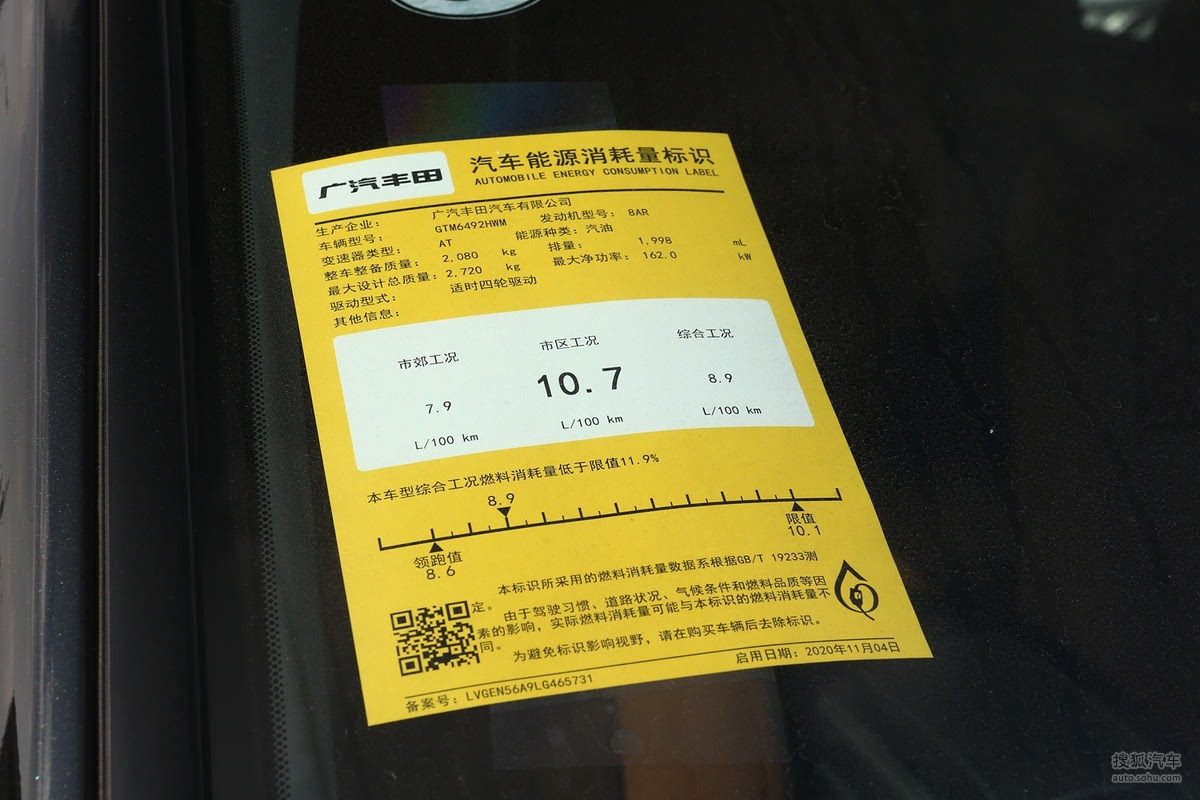 广汽丰田
汽车能源消耗量标识
AUTOMOBILE ENERGY CONSUMPTION LABEL
生产企业: 广汽丰田汽车有限公司
车辆型号: GTM6492HWM 发动机型号: 8AR
变速器类型: AT 能源种类: 汽油
整车整备质量: 2,080 kg 排量: 1,998 mL
最大设计总质量: 2,720 kg 最大净功率: 162.0 kW
驱动型式: 适时四轮驱动
其他信息:
市郊工况 市区工况 综合工况
7.9 10.7 8.9
L/100 km L/100 km L/100 km
本车型综合工况燃料消耗量低于限值11.9%
8.9
领跑值 限值
8.6 10.1
本标识所采用的燃料消耗量数据系根据GB/T 19233测
定。 由于驾驶习惯、道路状况、气候条件和燃料品质等因
素的影响，实际燃料消耗量可能与本标识的燃料消耗量不
同。 为避免标识影响视野，请在购买车辆后去除标识。
备案号: LVGEN56A9LG465731 启用日期: 2020年11月04日
搜狐汽车
auto.sohu.com